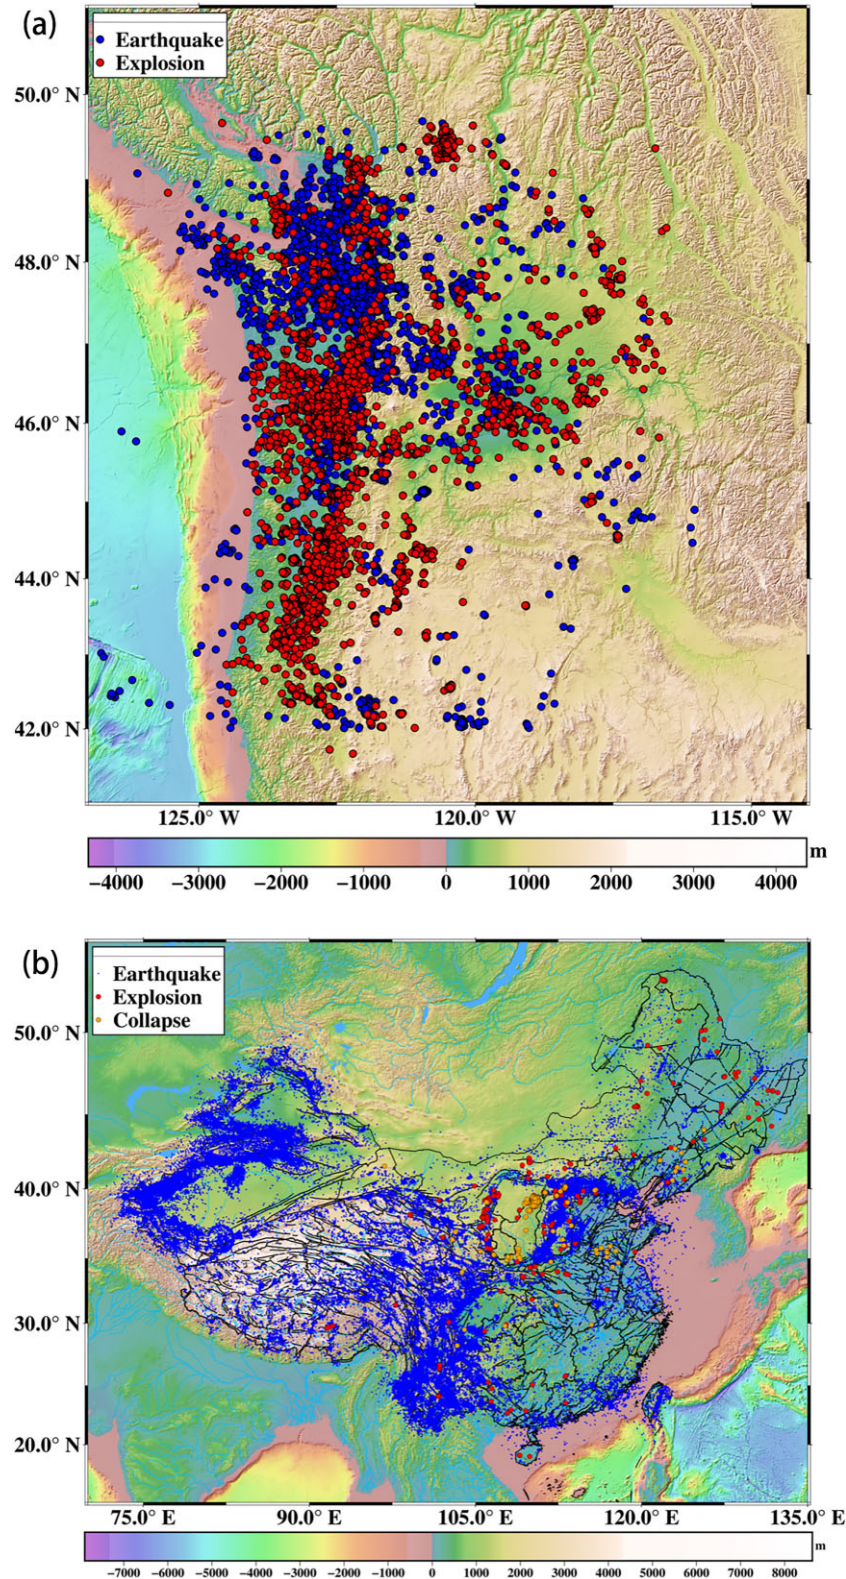 (a)
Earthquake
Explosion
50.0° N
48.0° N
46.0° N
44.0° N
42.0° N
125.0° W 120.0° W 115.0° W
m
−4000 −3000 −2000 −1000 0 1000 2000 3000 4000
(b)
Earthquake
Explosion
Collapse
50.0° N
40.0° N
30.0° N
20.0° N
75.0° E 90.0° E 105.0° E 120.0° E 135.0° E
m
−7000 −6000 −5000 −4000 −3000 −2000 −1000 0 1000 2000 3000 4000 5000 6000 7000 8000